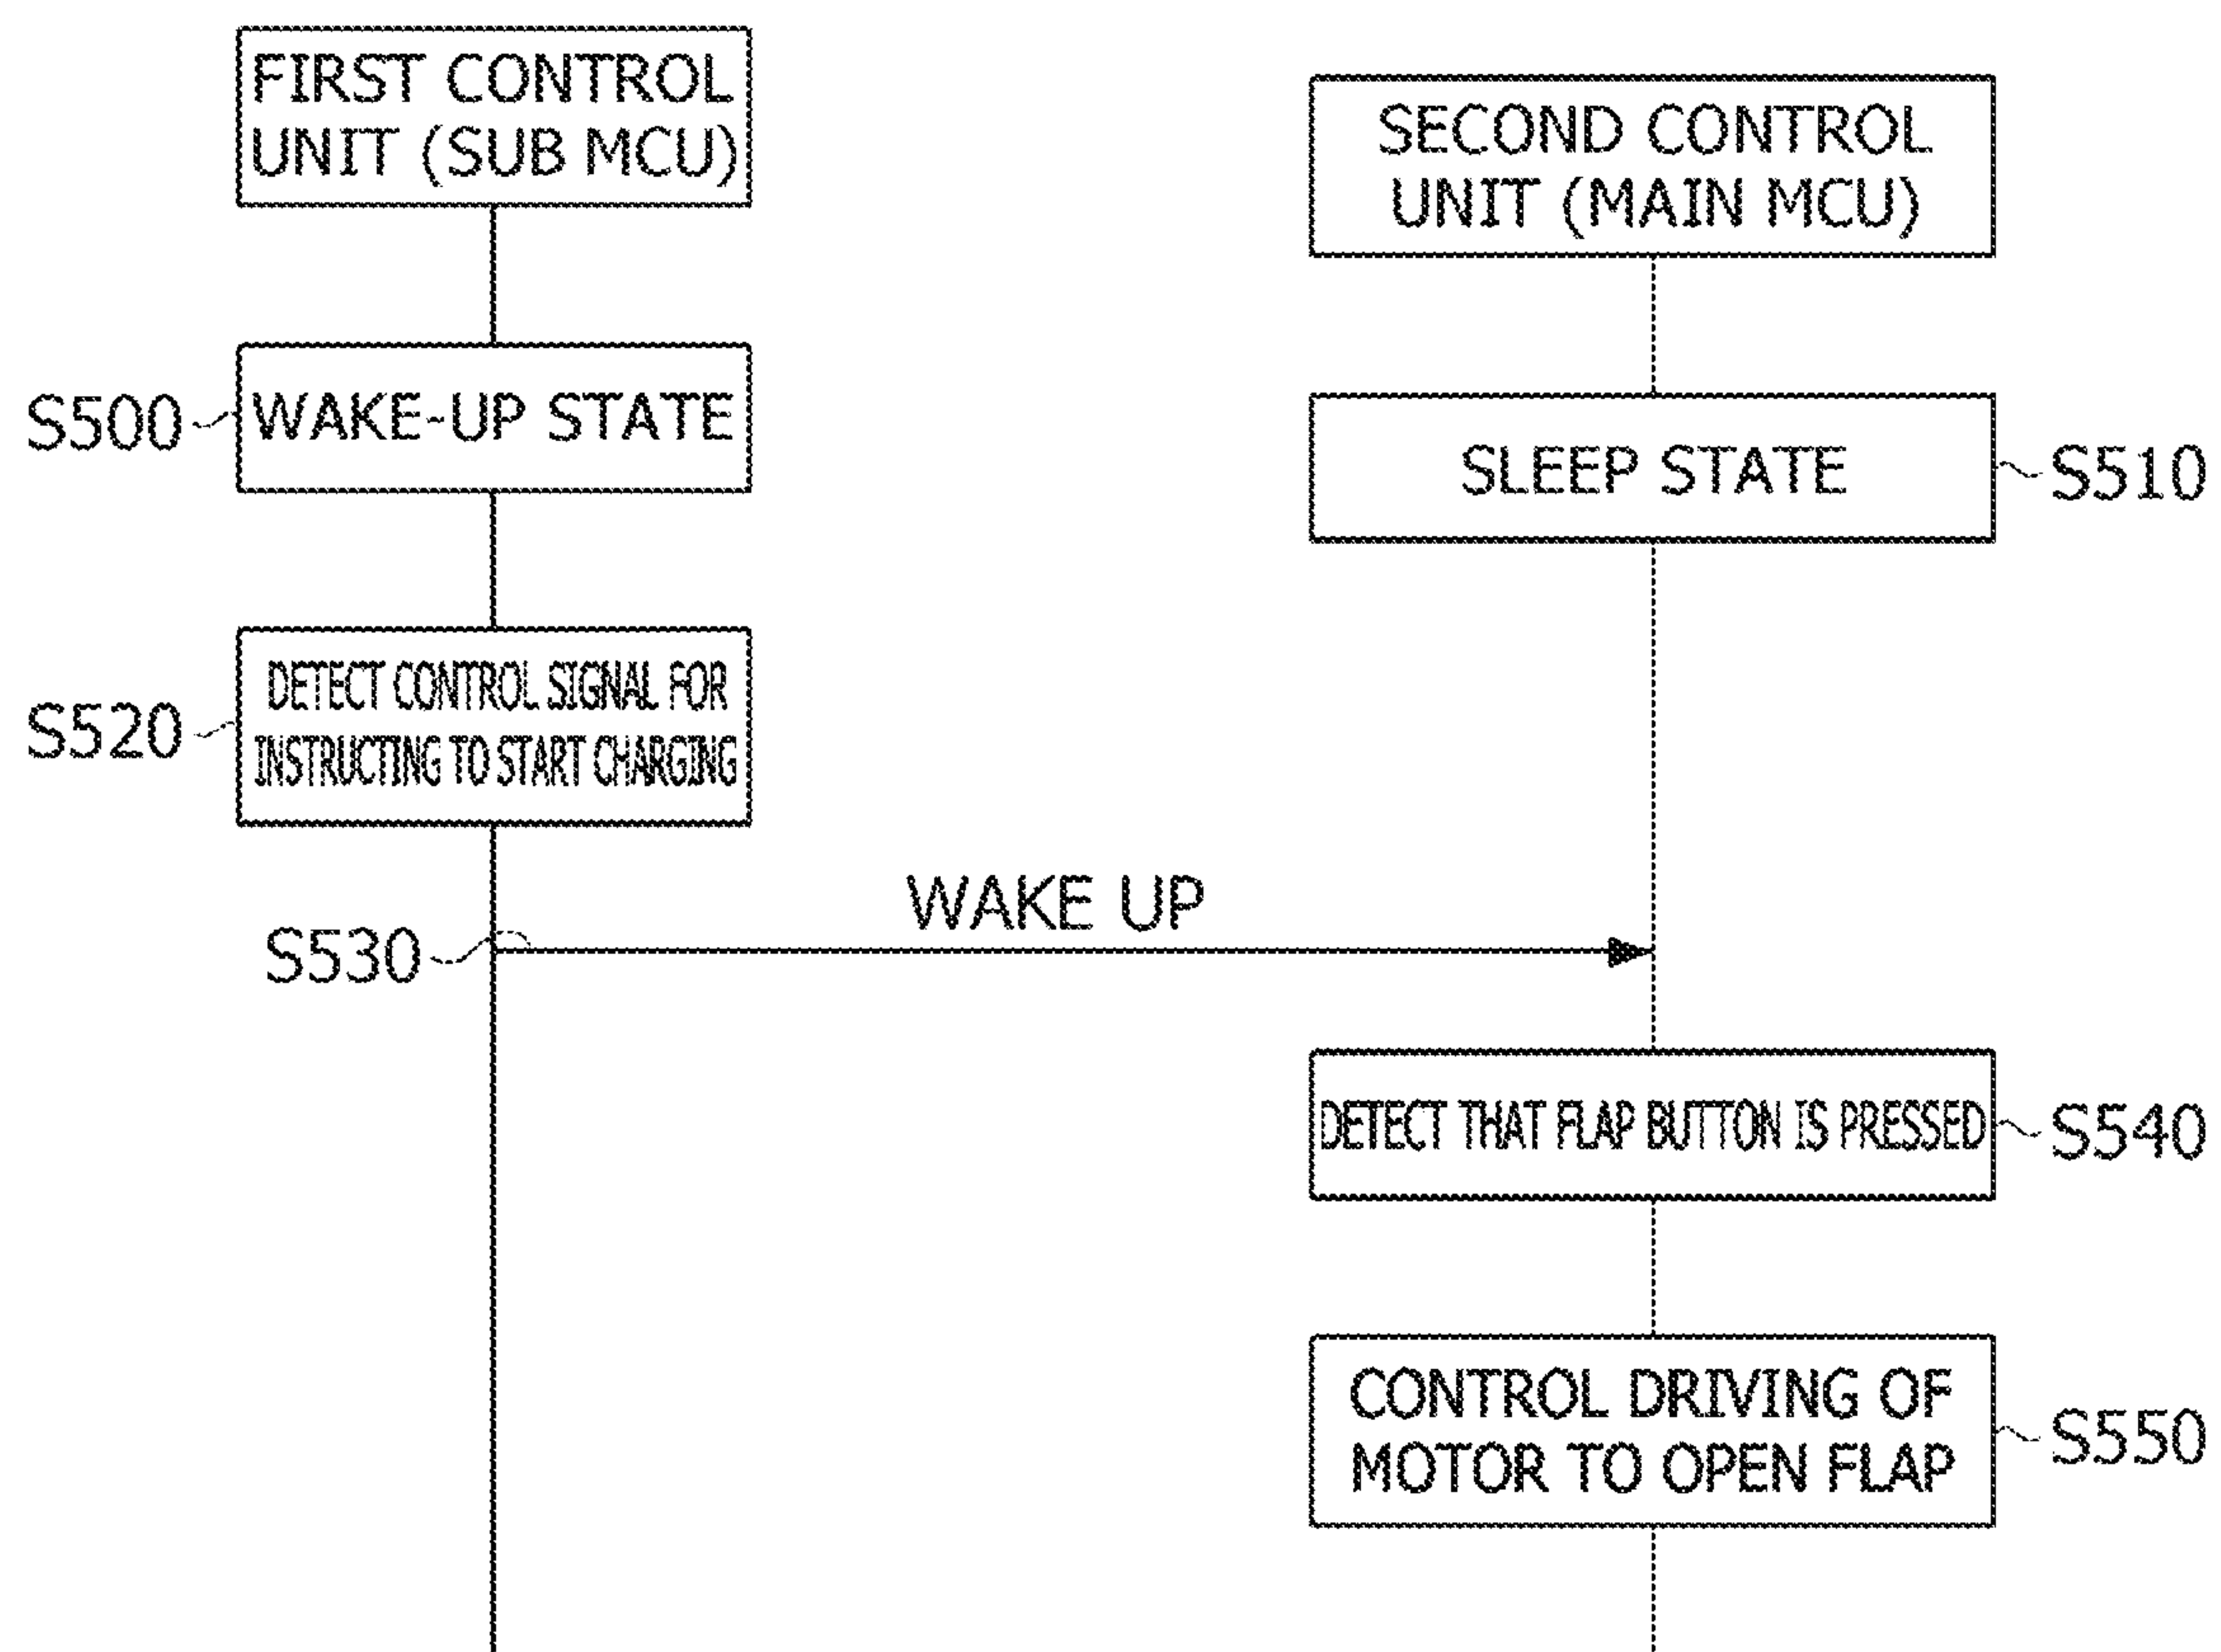 FIRST CONTROL
UNIT (SUB MCU)
SECOND CONTROL
UNIT (MAIN MCU)
S500
WAKE-UP STATE
SLEEP STATE
S510
S520
DETECT CONTROL SIGNAL FOR
INSTRUCTING TO START CHARGING
WAKE UP
S530
DETECT THAT FLAP BUTTON IS PRESSED
S540
CONTROL DRIVING OF
MOTOR TO OPEN FLAP
S550